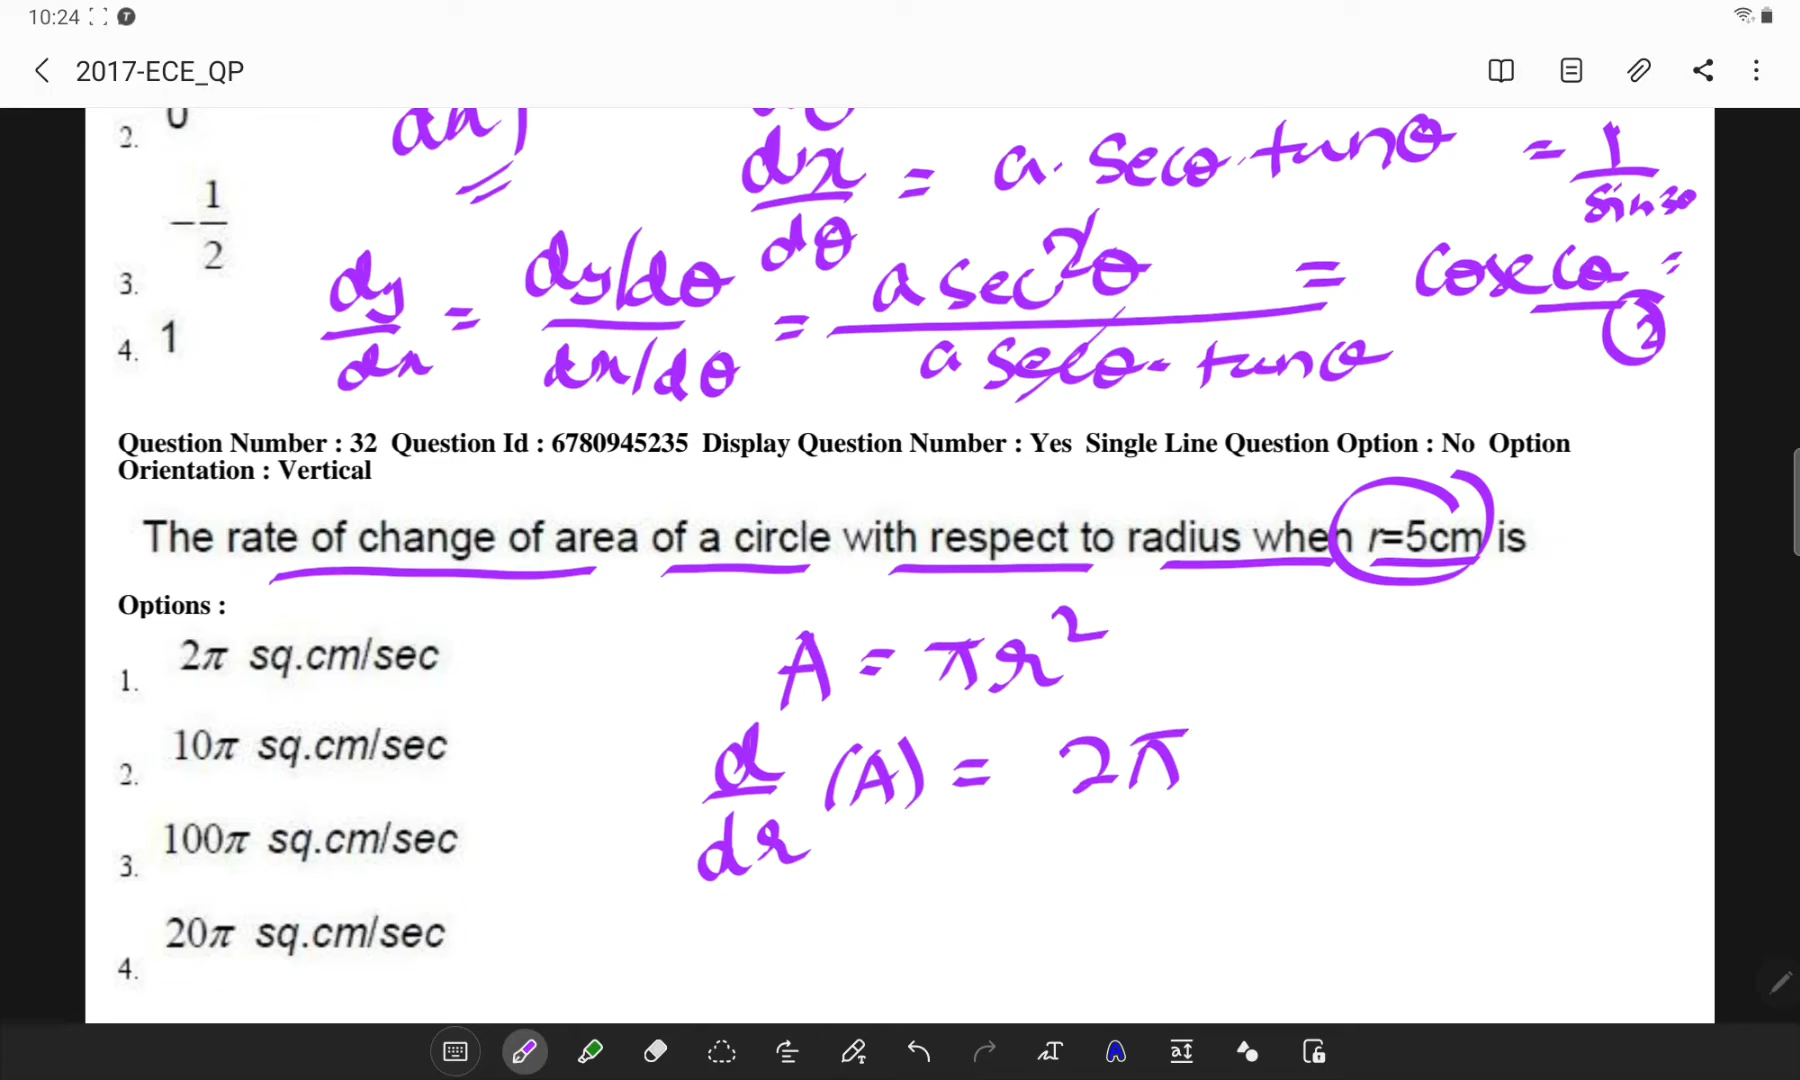 10:24
2017-ECE_QP
2. 0
dx
dx/dθ = a. secθ.tanθ = 1/sin30
3. -1/2
dy/dx = dy/dθ / dx/dθ = a sec²θ / a secθ. tanθ = cosecθ = 2
4. 1
Question Number : 32 Question Id : 6780945235 Display Question Number : Yes Single Line Question Option : No Option
Orientation : Vertical
The rate of change of area of a circle with respect to radius when r=5cm is
Options :
1. 2π sq.cm/sec
A = πr²
2. 10π sq.cm/sec
d/dr (A) = 2π
3. 100π sq.cm/sec
4. 20π sq.cm/sec